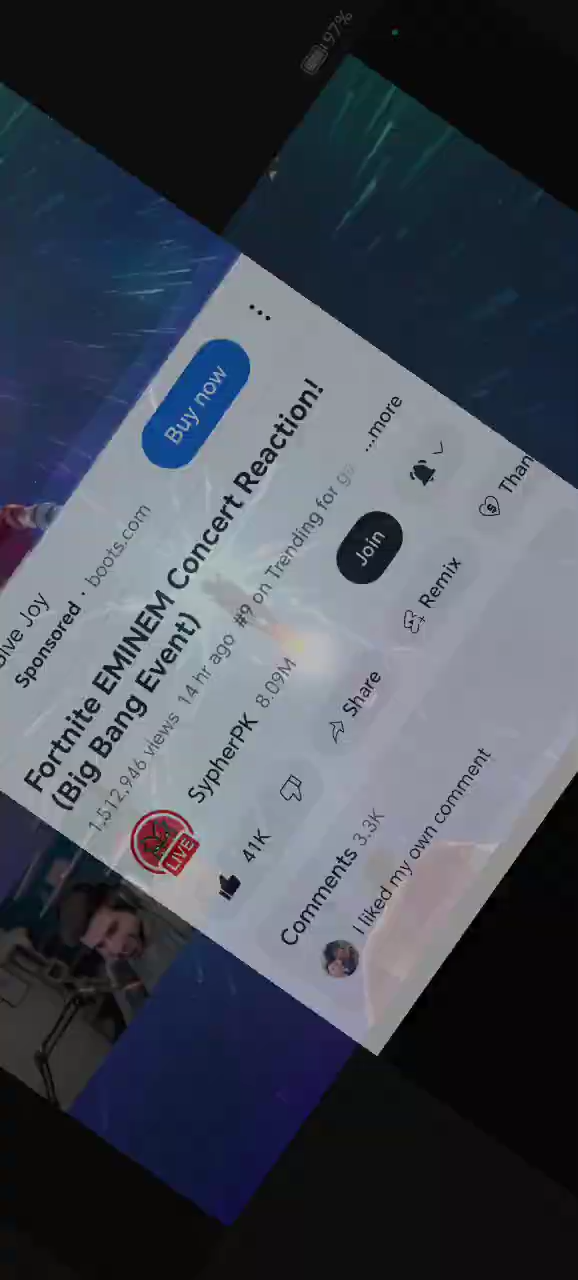 97%
Sponsored · boots.com
Buy now
Fortnite EMINEM Concert Reaction!
(Big Bang Event)
1,512,946 views 14 hr ago #9 on Trending for
...more
SypherPK 8.09M
LIVE
Join
41K
Share
Remix
Comments 3.3K
I liked my own comment